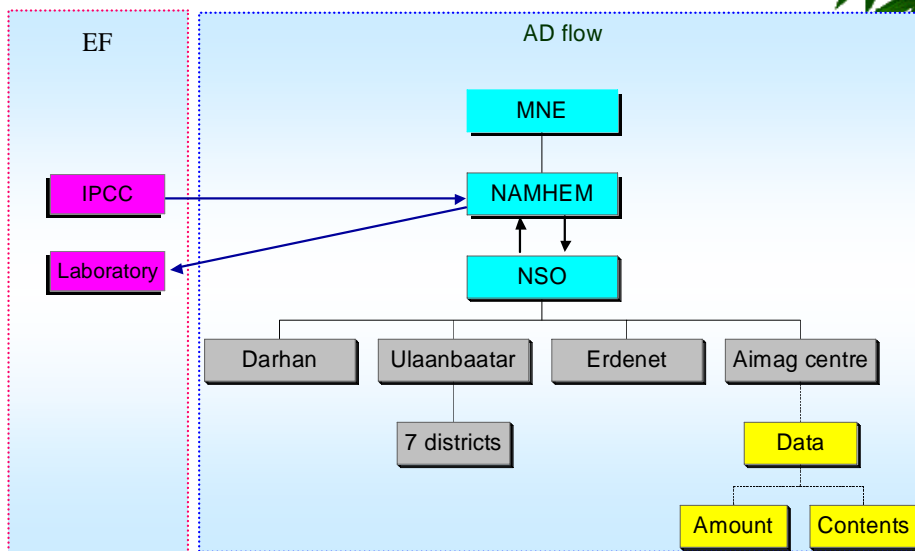 EF
AD flow
MNE
IPCC
NAMHEM
Laboratory
NSO
Darhan
Ulaanbaatar
Erdenet
Aimag centre
7 districts
Data
Amount
Contents